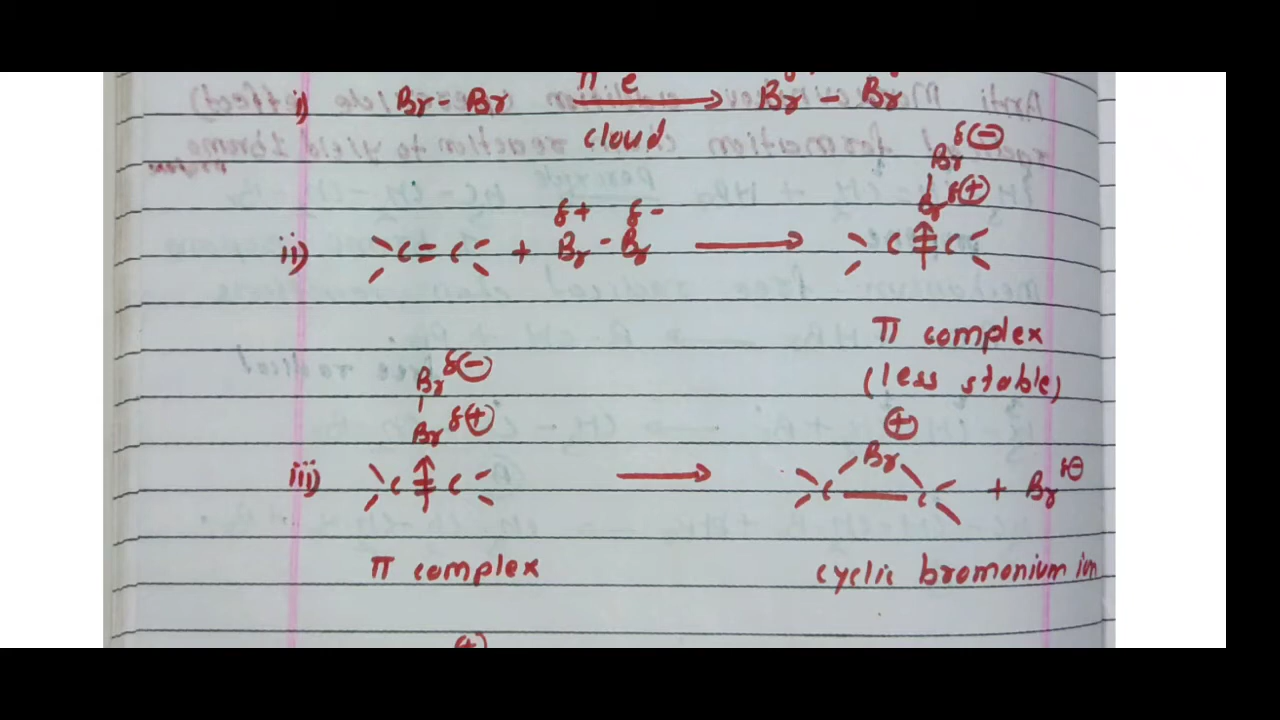 i) Br - Br π e Br - Br
cloud
Br δ⊖
ii) C = C + δ+ Br - δ- Br → C C Br δ⊕
π complex
(less stable)
Br δ⊖
Br δ⊕ ⊕
iii) C C → C Br C + Br δ⊖
π complex cyclic bromonium